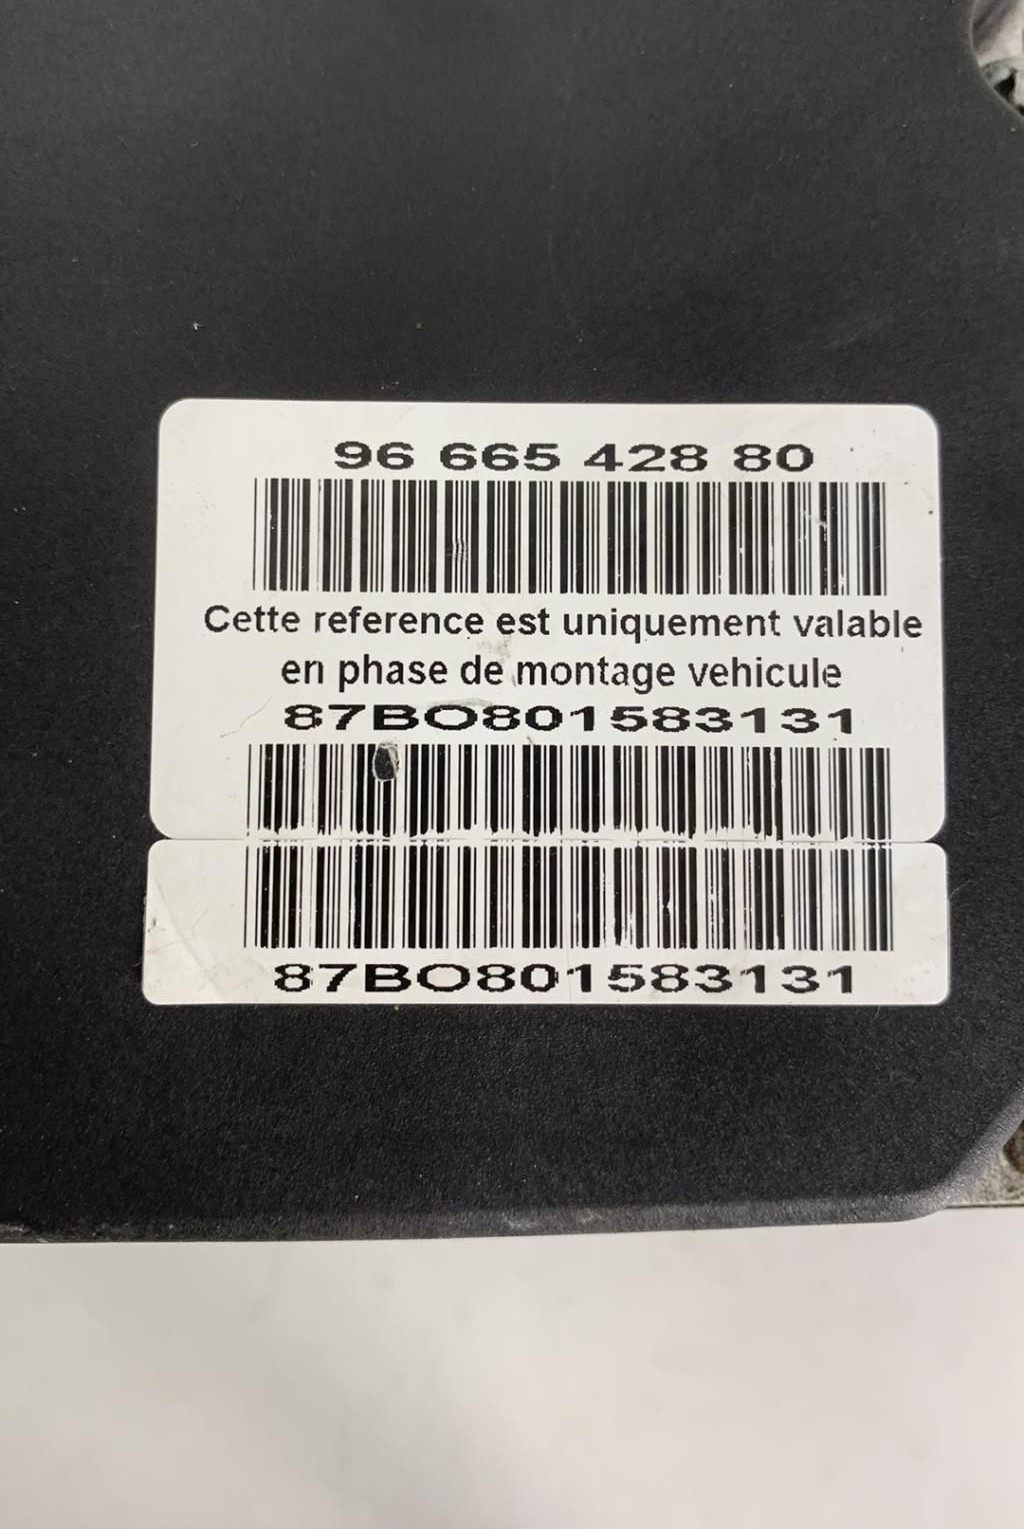 96 665 428 80
Cette reference est uniquement valable
en phase de montage vehicule
87BO801583131
87BO801583131